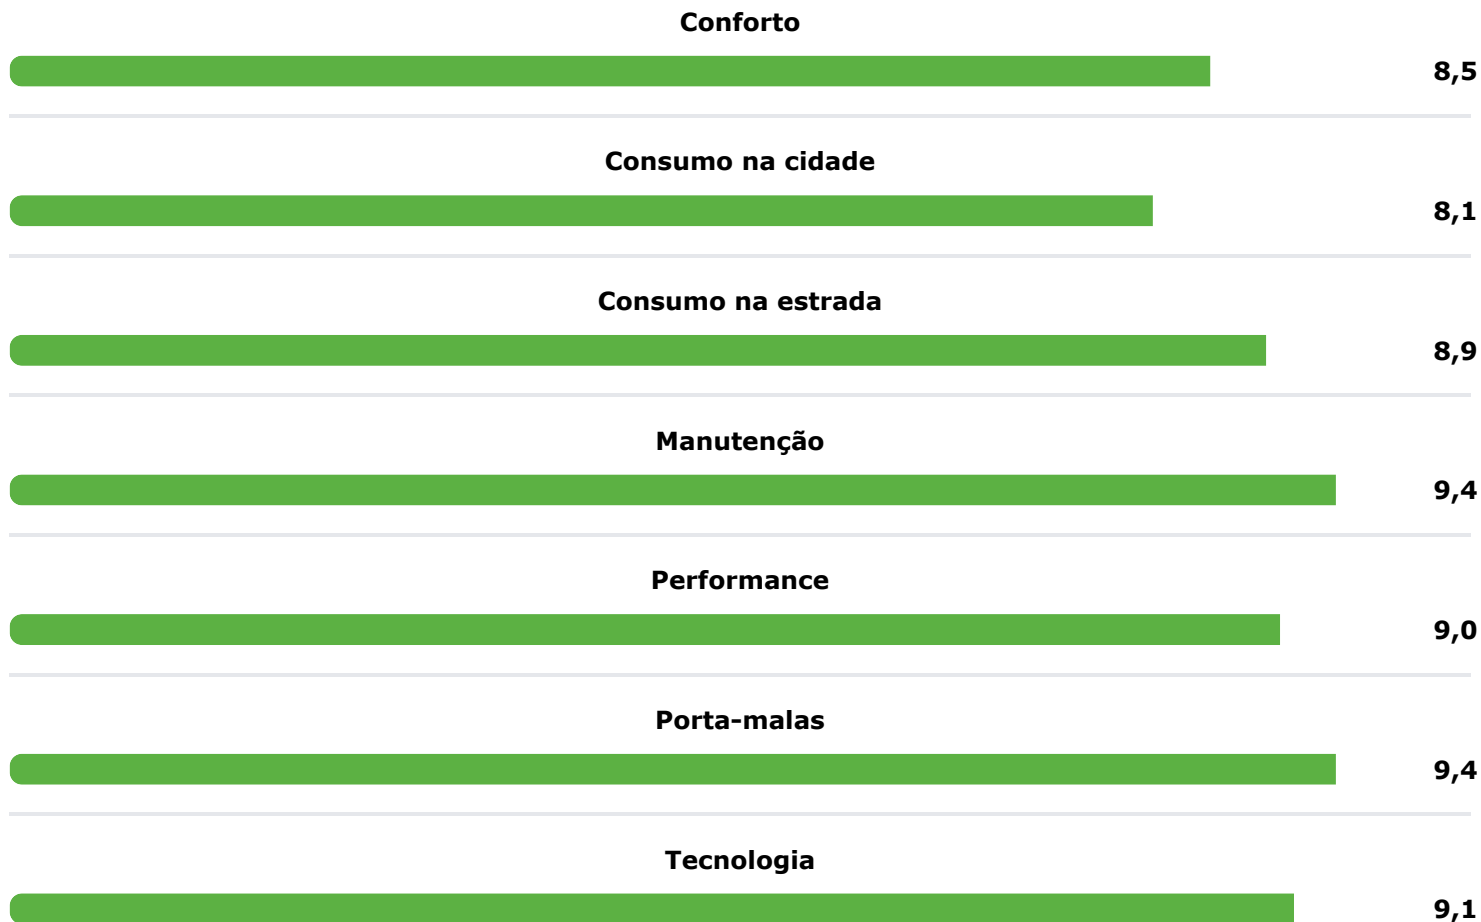 Conforto
8,5
Consumo na cidade
8,1
Consumo na estrada
8,9
Manutenção
9,4
Performance
9,0
Porta-malas
9,4
Tecnologia
9,1